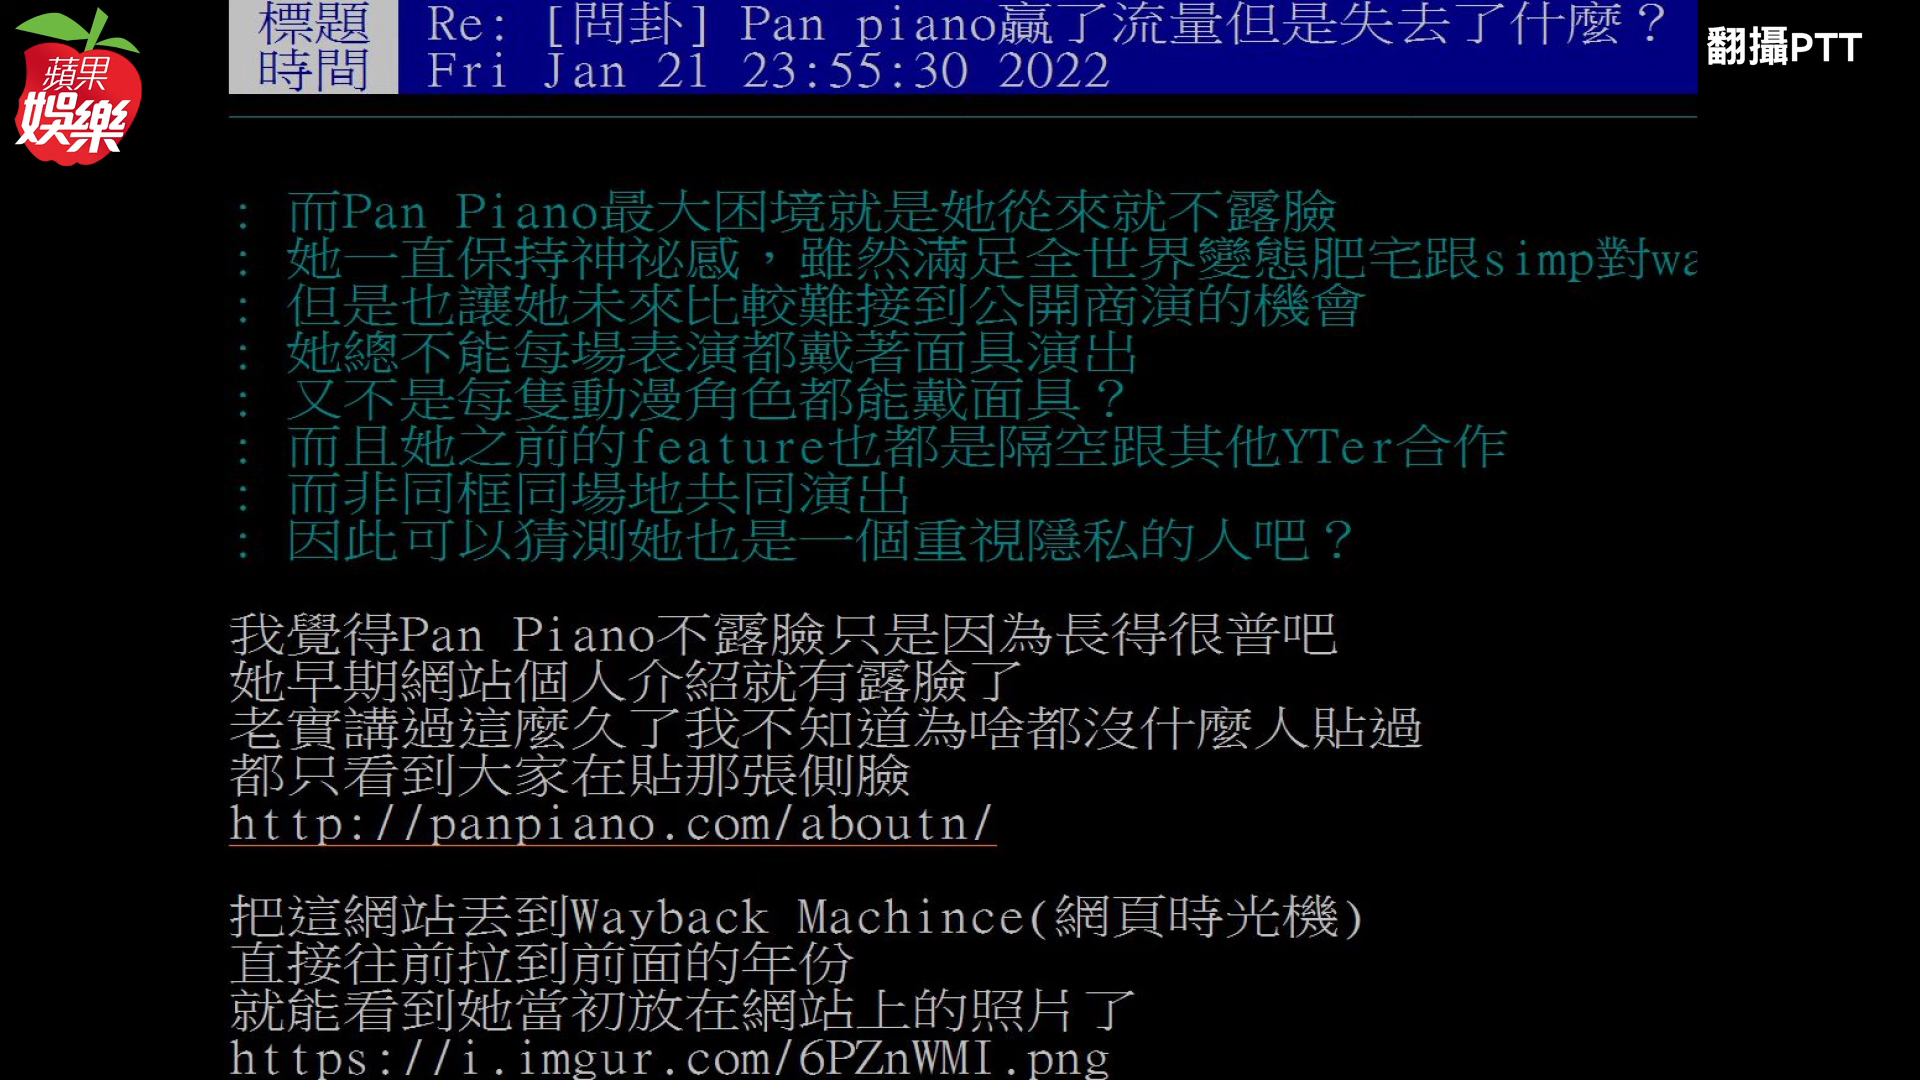 蘋果
娛樂
翻攝PTT
標題 Re: [問卦] Pan piano贏了流量但是失去了什麼？
時間 Fri Jan 21 23:55:30 2022
: 而Pan Piano最大困境就是她從來就不露臉
: 她一直保持神祕感，雖然滿足全世界變態肥宅跟simp對wa
: 但是也讓她未來比較難接到公開商演的機會
: 她總不能每場表演都戴著面具演出
: 又不是每隻動漫角色都能戴面具？
: 而且她之前的feature也都是隔空跟其他YTer合作
: 而非同框同場地共同演出
: 因此可以猜測她也是一個重視隱私的人吧？
我覺得Pan Piano不露臉只是因為長得很普吧
她早期網站個人介紹就有露臉了
老實講過這麼久了我不知道為啥都沒什麼人貼過
都只看到大家在貼那張側臉
http://panpiano.com/aboutn/
把這網站丟到Wayback Machince(網頁時光機)
直接往前拉到前面的年份
就能看到她當初放在網站上的照片了
https://i.imgur.com/6PZnWMI.png